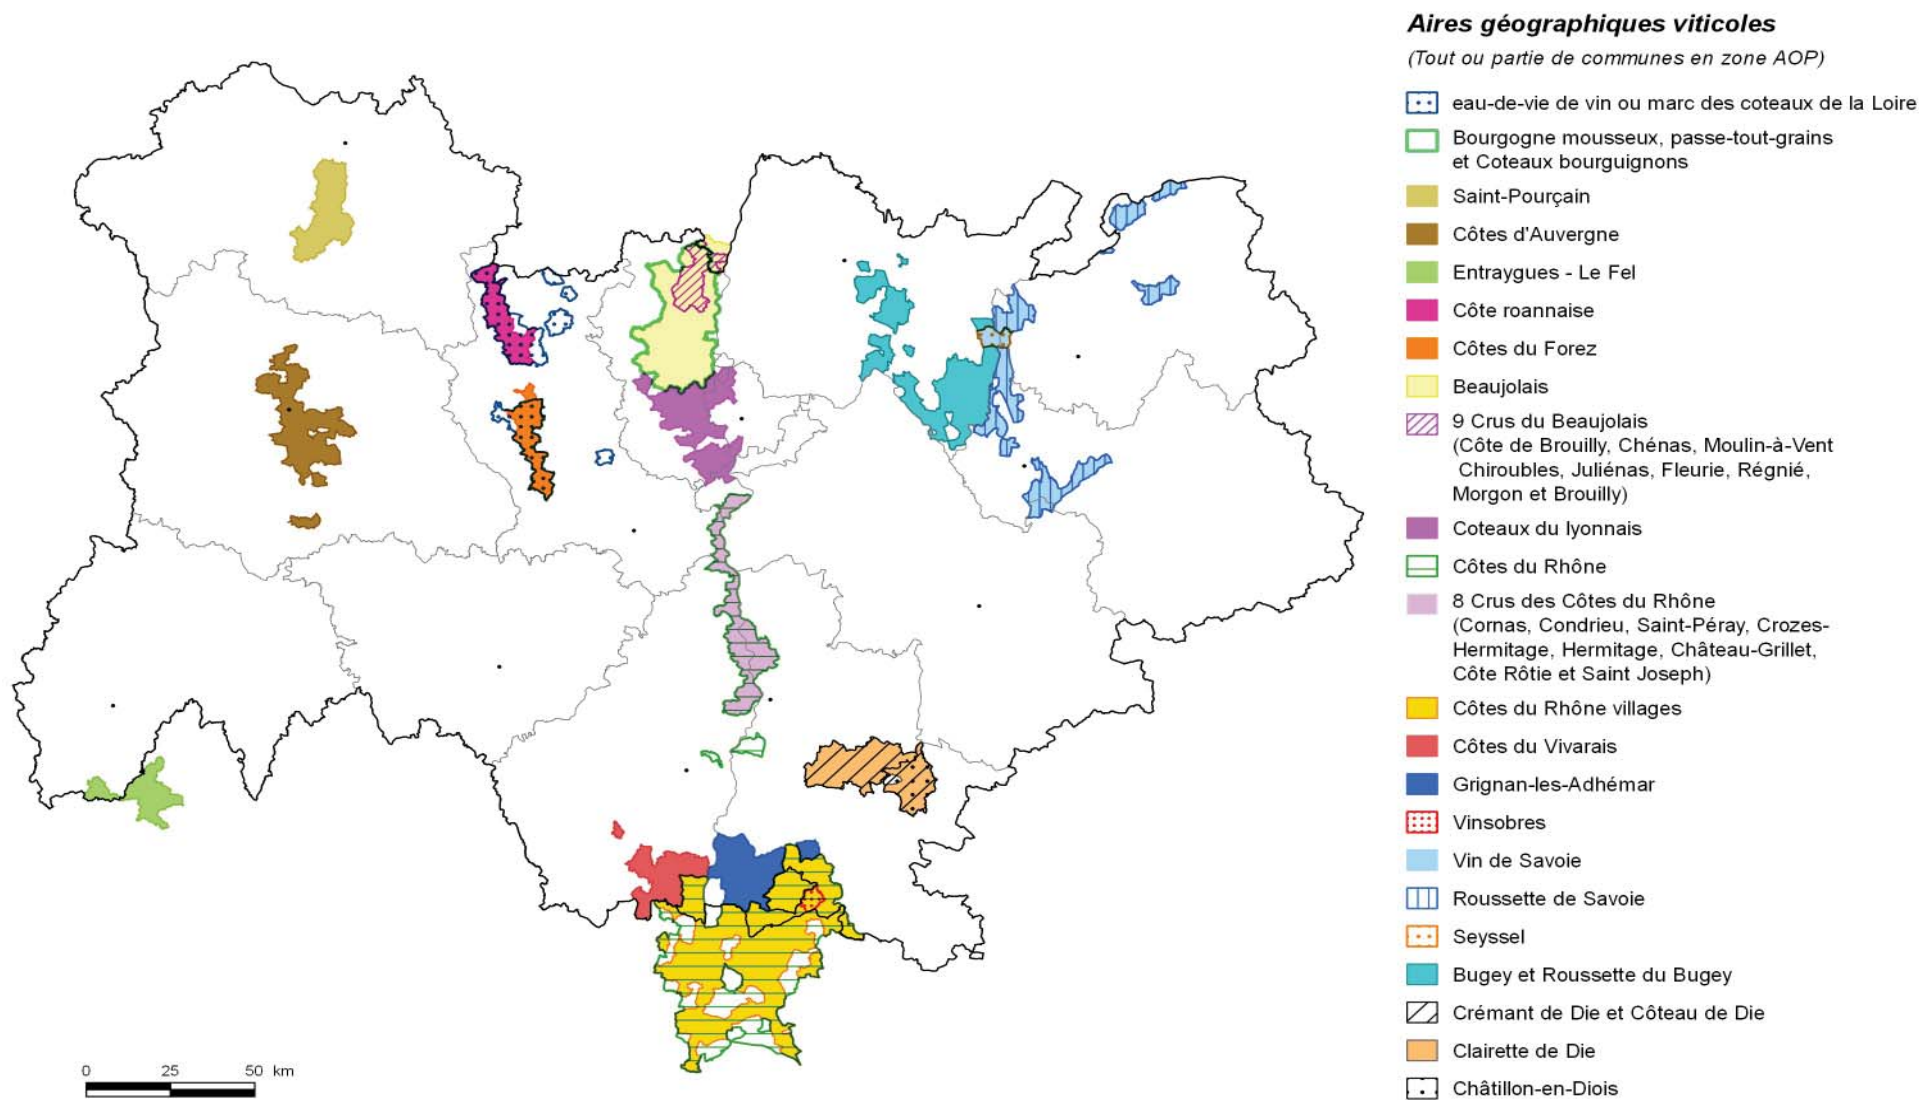 Aires géographiques viticoles
(Tout ou partie de communes en zone AOP)
eau-de-vie de vin ou marc des coteaux de la Loire
Bourgogne mousseux, passe-tout-grains
et Coteaux bourguignons
Saint-Pourçain
Côtes d'Auvergne
Entraygues - Le Fel
Côte roannaise
Côtes du Forez
Beaujolais
9 Crus du Beaujolais
(Côte de Brouilly, Chénas, Moulin-à-Vent
Chiroubles, Juliénas, Fleurie, Régnié,
Morgon et Brouilly)
Coteaux du lyonnais
Côtes du Rhône
8 Crus des Côtes du Rhône
(Cornas, Condrieu, Saint-Péray, Crozes-
Hermitage, Hermitage, Château-Grillet,
Côte Rôtie et Saint Joseph)
Côtes du Rhône villages
Côtes du Vivarais
Grignan-les-Adhémar
Vinsobres
Vin de Savoie
Roussette de Savoie
Seyssel
Bugey et Roussette du Bugey
Crémant de Die et Côteau de Die
Clairette de Die
Châtillon-en-Diois
0 25 50 km